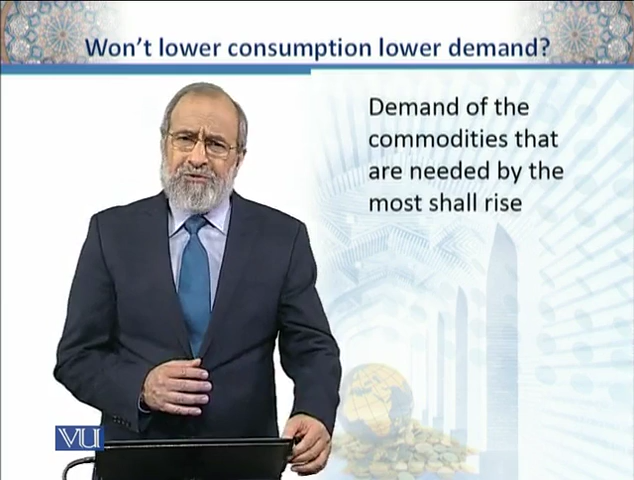 Won't lower consumption lower demand?
Demand of the
commodities that
are needed by the
most shall rise
VU